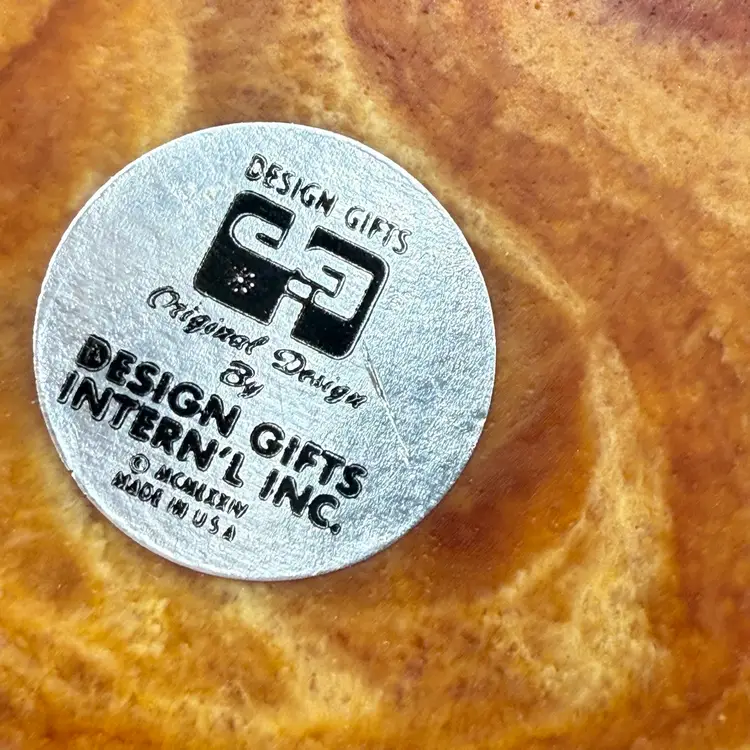 DESIGN GIFTS
Original Design
By
DESIGN GIFTS
INTERN'L INC.
© MCMLXXIV
MADE IN USA